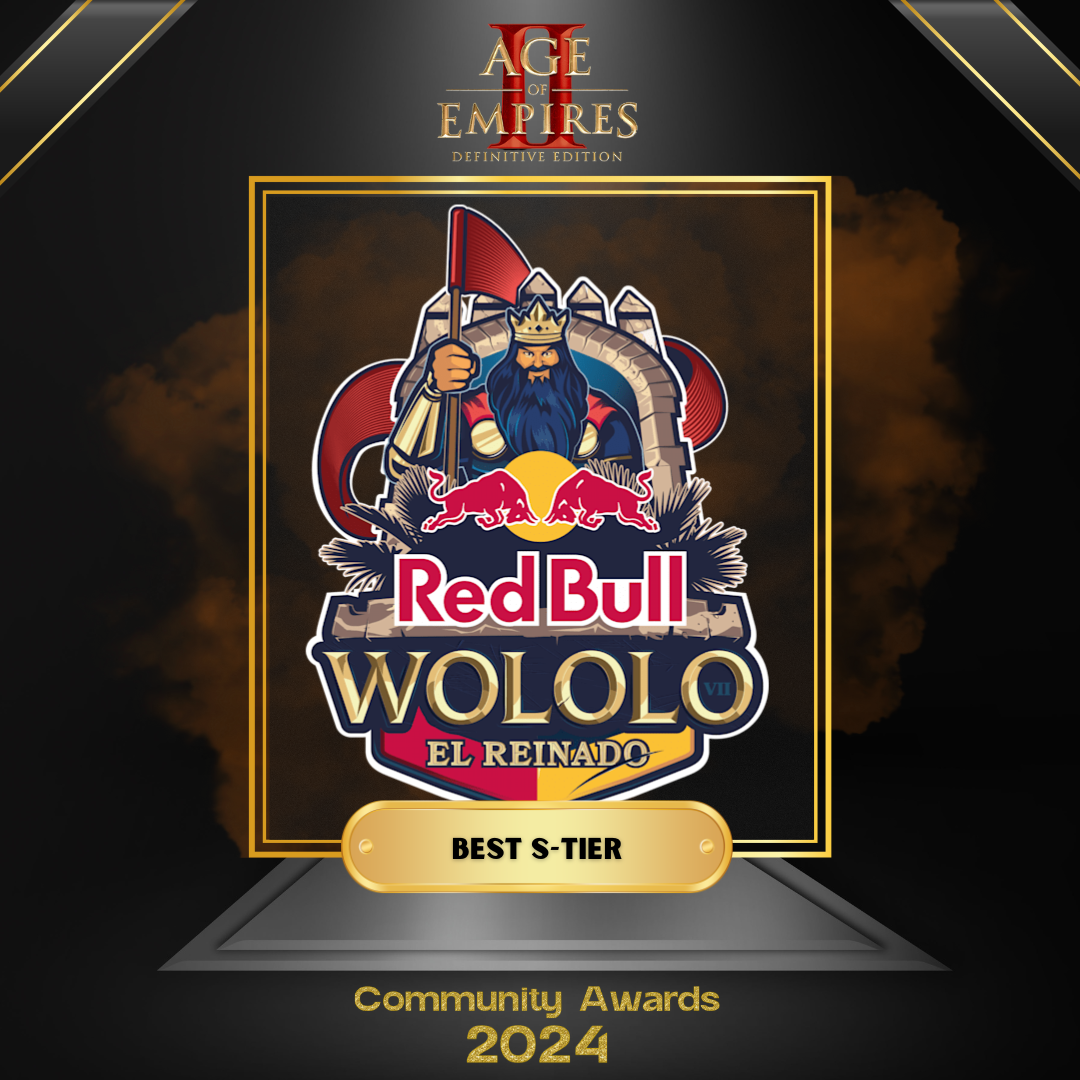 II
AGE
OF
EMPIRES
DEFINITIVE EDITION
Red Bull
WOLOLO
VII
EL REINADO
BEST S-TIER
Community Awards
2024